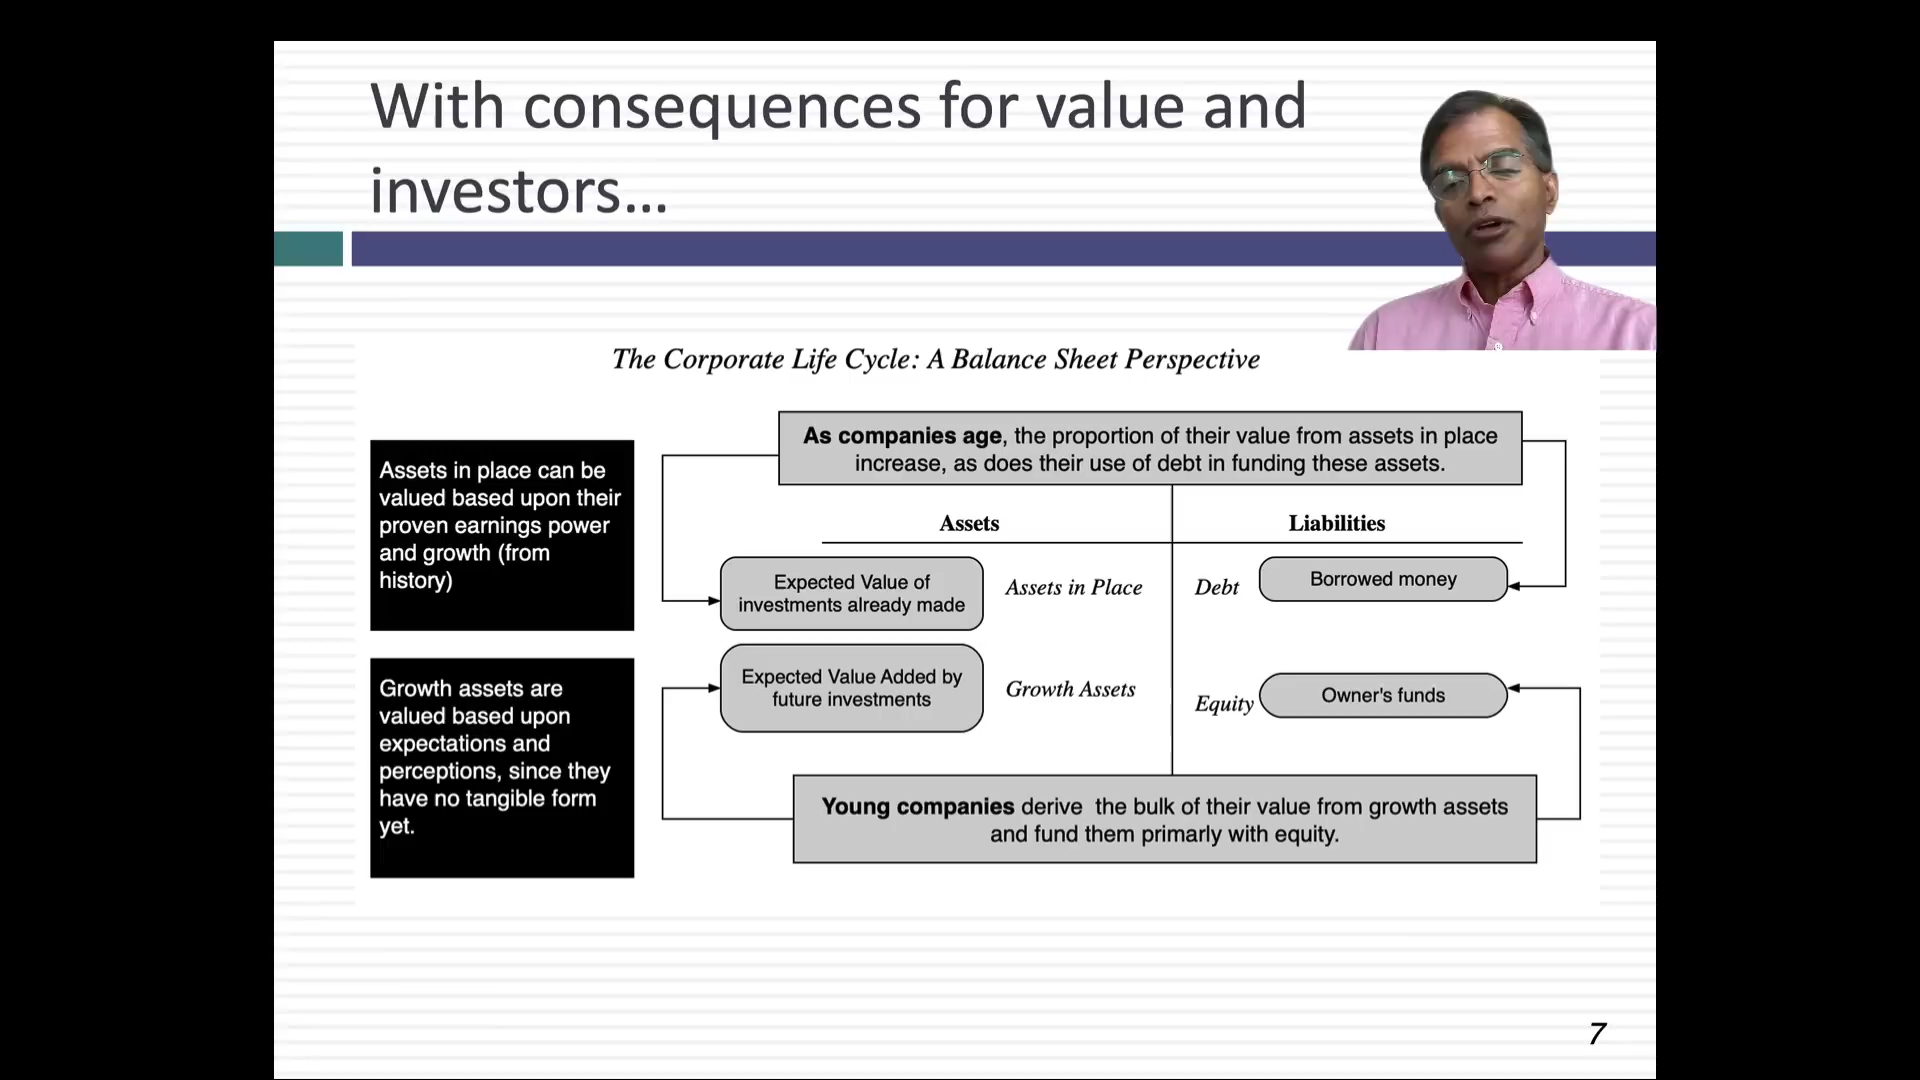 With consequences for value and
investors…
The Corporate Life Cycle: A Balance Sheet Perspective
As companies age, the proportion of their value from assets in place
increase, as does their use of debt in funding these assets.
Assets in place can be
valued based upon their
proven earnings power
and growth (from
history)
Assets
Liabilities
Expected Value of
investments already made
Assets in Place
Debt
Borrowed money
Growth assets are
valued based upon
expectations and
perceptions, since they
have no tangible form
yet.
Expected Value Added by
future investments
Growth Assets
Equity
Owner's funds
Young companies derive the bulk of their value from growth assets
and fund them primarly with equity.
7